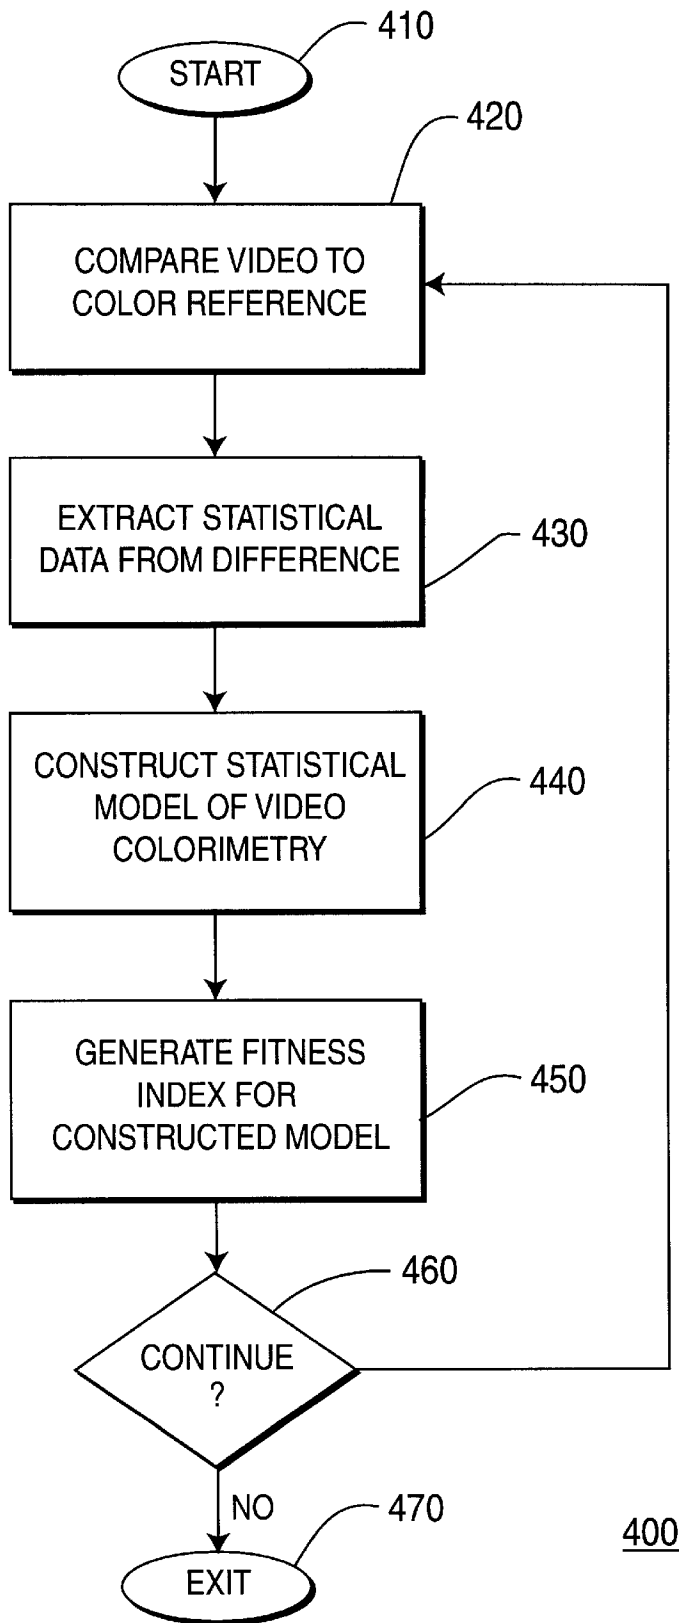 410
START
420
COMPARE VIDEO TO
COLOR REFERENCE
EXTRACT STATISTICAL
DATA FROM DIFFERENCE
430
CONSTRUCT STATISTICAL
MODEL OF VIDEO
COLORIMETRY
440
GENERATE FITNESS
INDEX FOR
CONSTRUCTED MODEL
450
460
CONTINUE
?
NO
470
EXIT
400